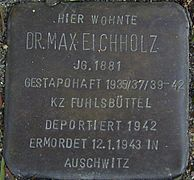 HIER WOHNTE
DR. MAX EICHHOLZ
JG. 1881
GESTAPOHAFT 1935/37/39-42
KZ FUHLSBÜTTEL
DEPORTIERT 1942
ERMORDET 12.1.1943 IN
AUSCHWITZ